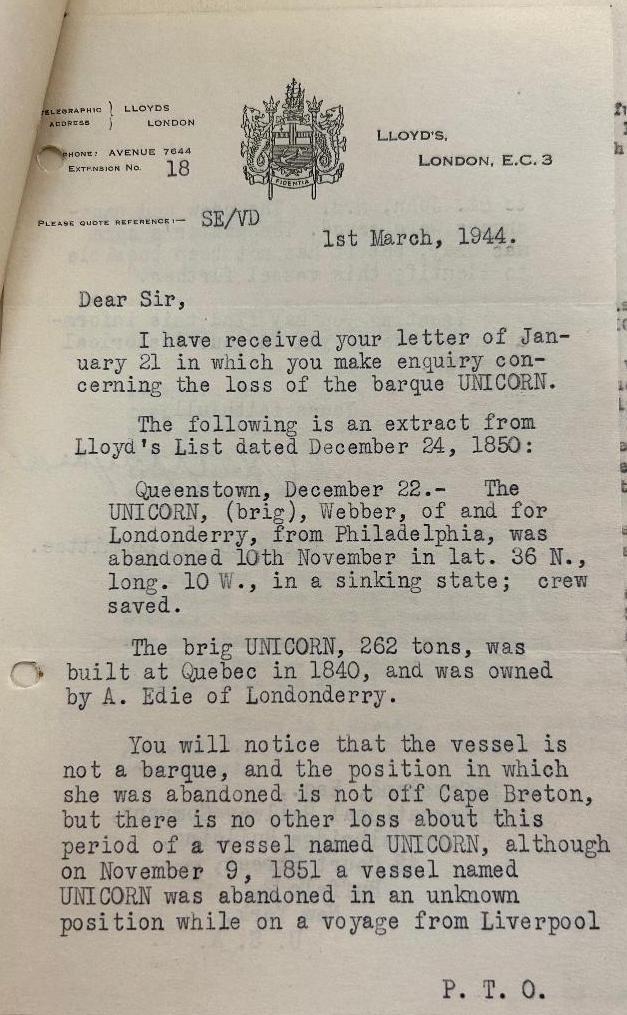 TELEGRAPHIC ADDRESS } LLOYDS LONDON
PHONE: AVENUE 7644
EXTENSION NO. 18
FIDENTIA
LLOYD'S,
LONDON, E.C. 3
PLEASE QUOTE REFERENCE:— SE/VD
1st March, 1944.
Dear Sir,
I have received your letter of Jan-
uary 21 in which you make enquiry con-
cerning the loss of the barque UNICORN.
The following is an extract from
Lloyd's List dated December 24, 1850:
Queenstown, December 22.- The
UNICORN, (brig), Webber, of and for
Londonderry, from Philadelphia, was
abandoned 10th November in lat. 36 N.,
long. 10 W., in a sinking state; crew
saved.
The brig UNICORN, 262 tons, was
built at Quebec in 1840, and was owned
by A. Edie of Londonderry.
You will notice that the vessel is
not a barque, and the position in which
she was abandoned is not off Cape Breton,
but there is no other loss about this
period of a vessel named UNICORN, although
on November 9, 1851 a vessel named
UNICORN was abandoned in an unknown
position while on a voyage from Liverpool
P. T. O.